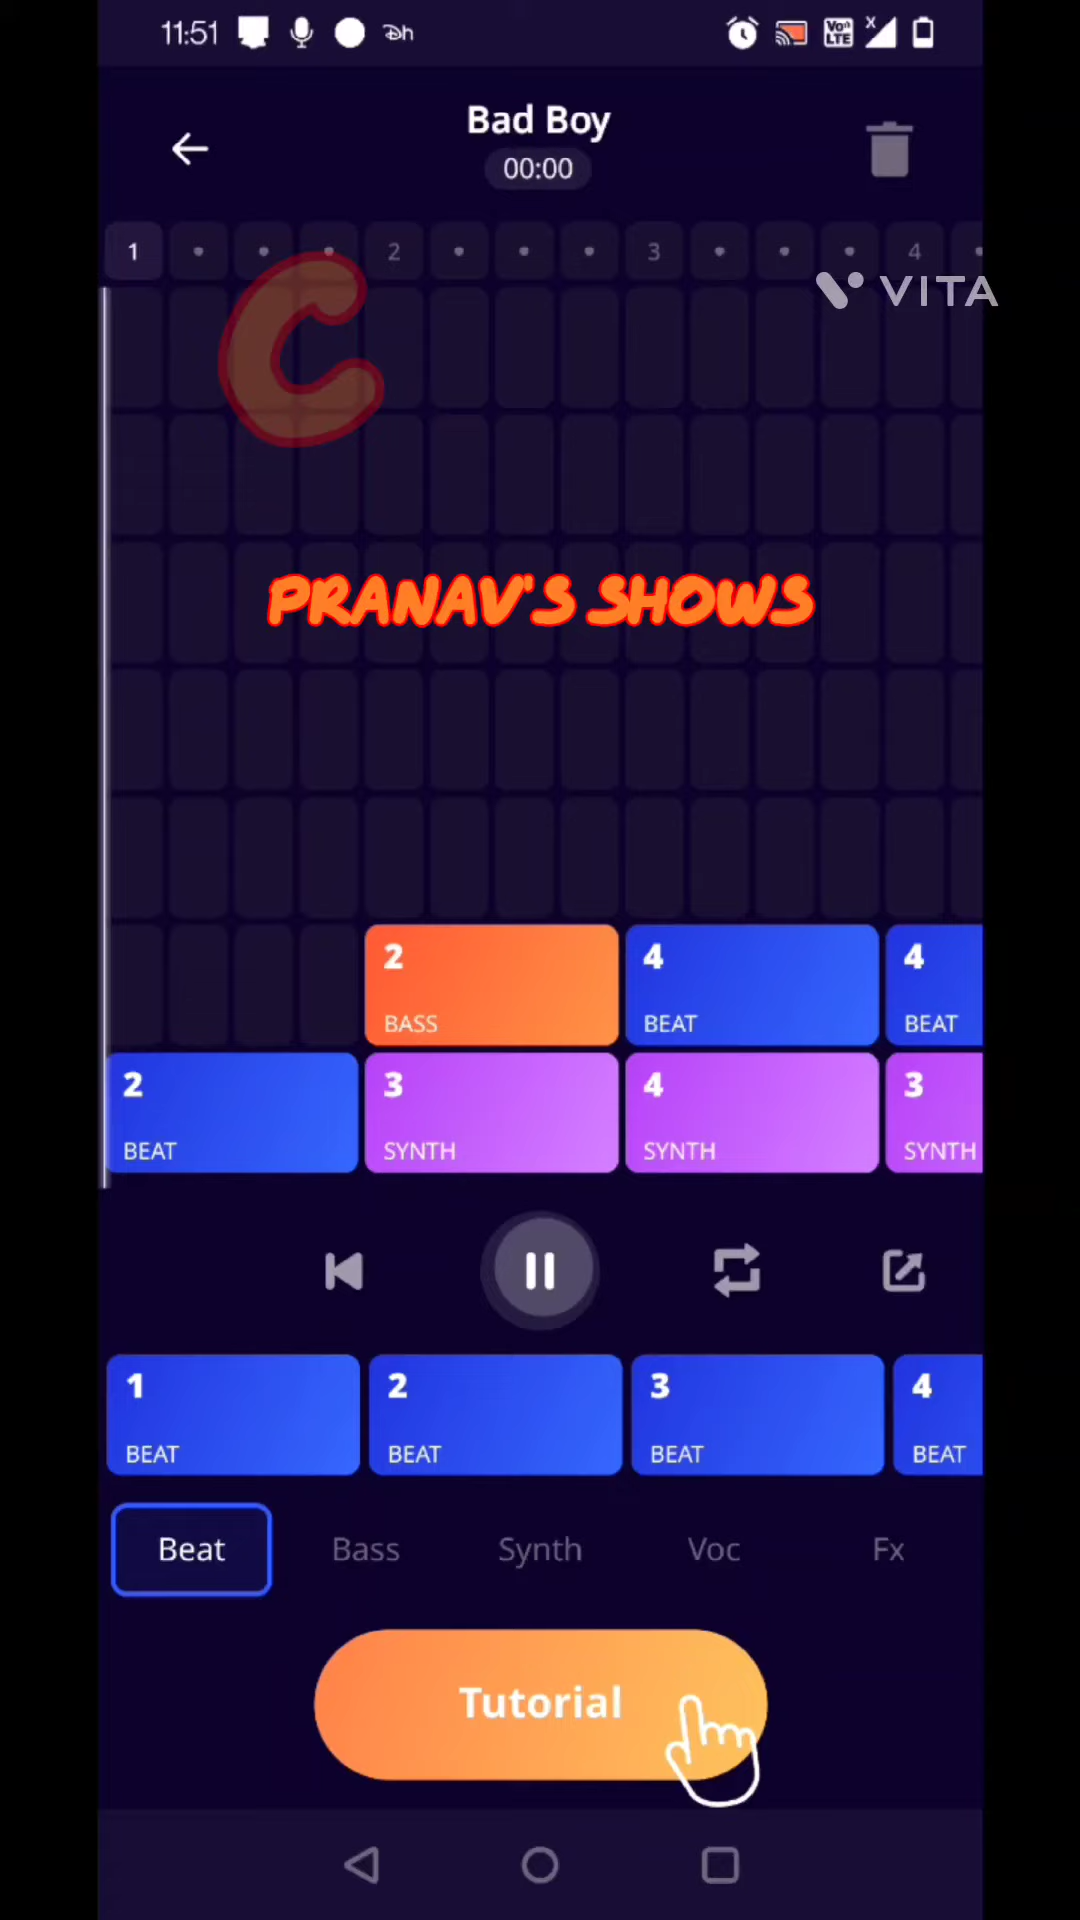 11:51
Vo
LTE
X
Bad Boy
00:00
1 2 3 4
C
VITA
PRANAV'S SHOWS
2 4 4
BASS BEAT BEAT
2 3 4 3
BEAT SYNTH SYNTH SYNTH
1 2 3 4
BEAT BEAT BEAT BEAT
Beat Bass Synth Voc Fx
Tutorial